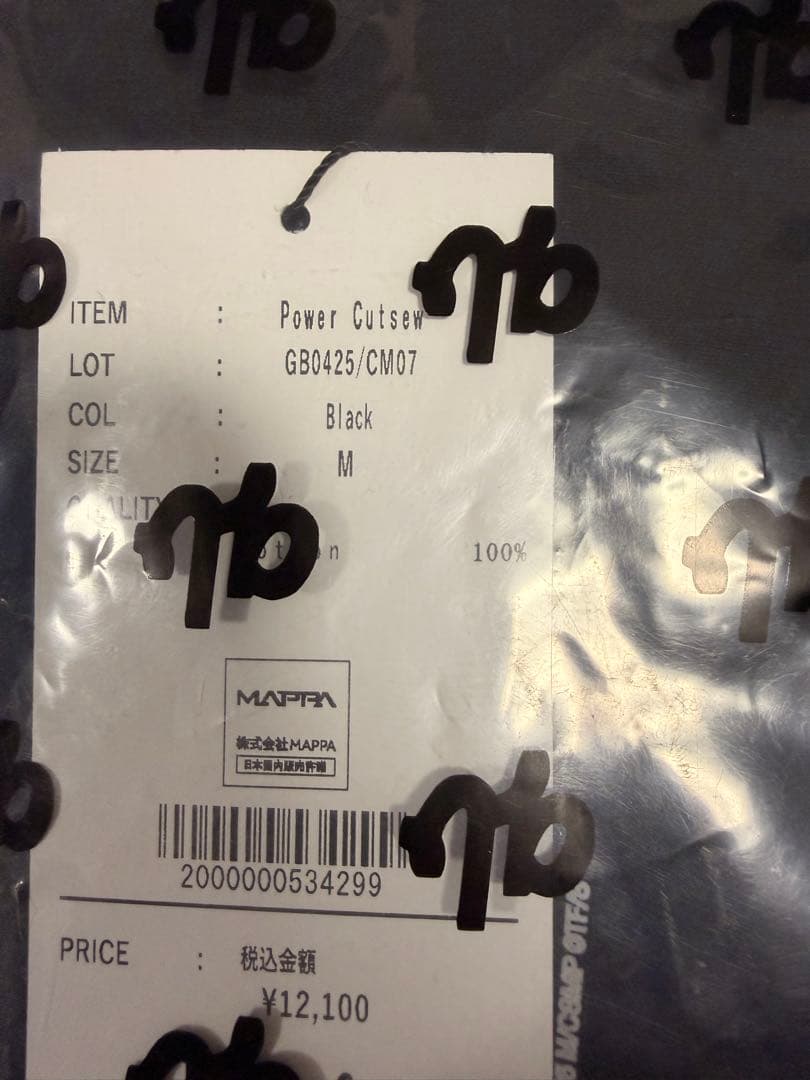 ITEM : Power Cutsew
LOT : GB0425/CM07
COL : Black
SIZE : M
QUALITY
100%
MAPPA
株式会社MAPPA
日本国内販売許諾
2000000534299
PRICE : 税込金額
¥12,100